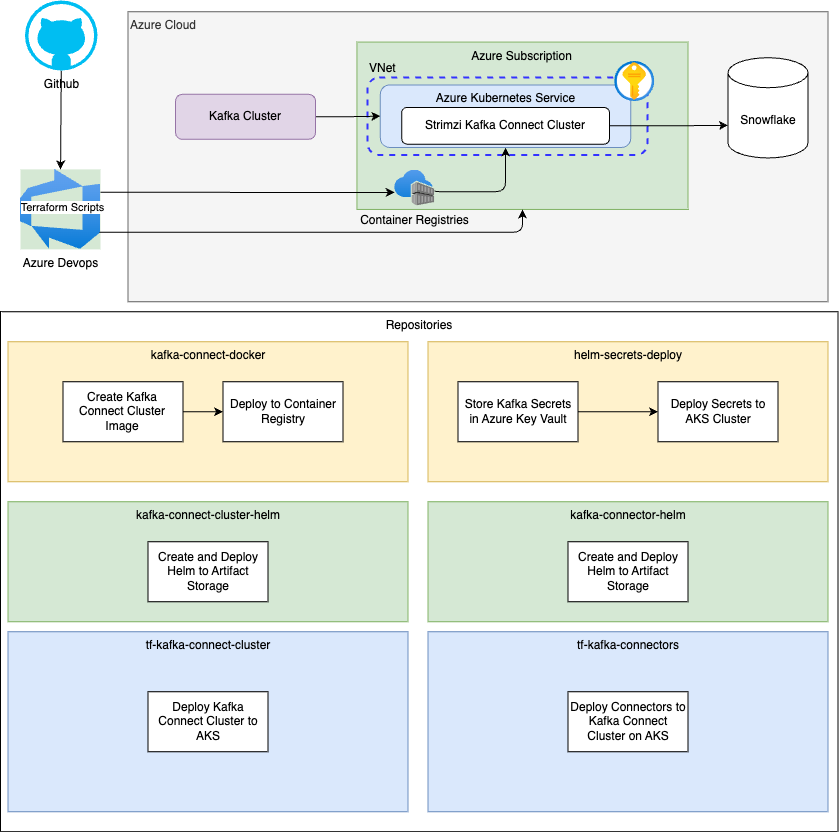 Azure Cloud
Github
Azure Subscription
VNet
Azure Kubernetes Service
Strimzi Kafka Connect Cluster
Kafka Cluster
Snowflake
Terraform Scripts
Container Registries
Azure Devops
Repositories
kafka-connect-docker
Create Kafka
Connect Cluster
Image
Deploy to Container
Registry
helm-secrets-deploy
Store Kafka Secrets
in Azure Key Vault
Deploy Secrets to
AKS Cluster
kafka-connect-cluster-helm
Create and Deploy
Helm to Artifact
Storage
kafka-connector-helm
Create and Deploy
Helm to Artifact
Storage
tf-kafka-connect-cluster
Deploy Kafka
Connect Cluster to
AKS
tf-kafka-connectors
Deploy Connectors to
Kafka Connect
Cluster on AKS